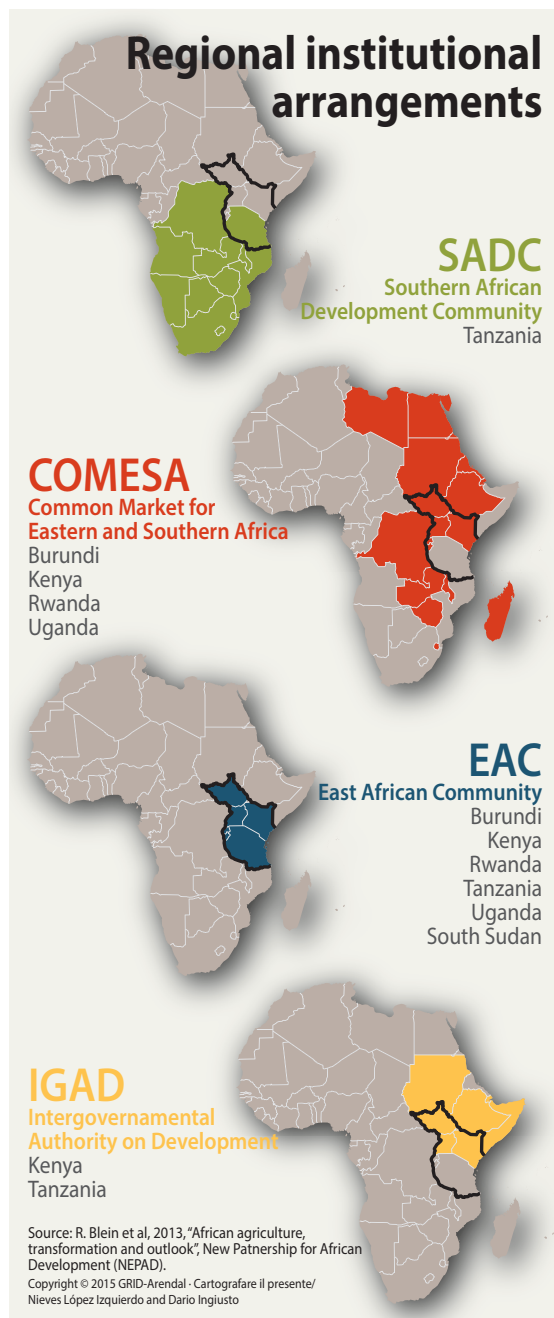 Regional institutional
arrangements
SADC
Southern African
Development Community
Tanzania
COMESA
Common Market for
Eastern and Southern Africa
Burundi
Kenya
Rwanda
Uganda
EAC
East African Community
Burundi
Kenya
Rwanda
Tanzania
Uganda
South Sudan
IGAD
Intergovernamental
Authority on Development
Kenya
Tanzania
Source: R. Blein et al, 2013, “African agriculture,
transformation and outlook”, New Patnership for African
Development (NEPAD).
Copyright © 2015 GRID-Arendal · Cartografare il presente/
Nieves López Izquierdo and Dario Ingiusto